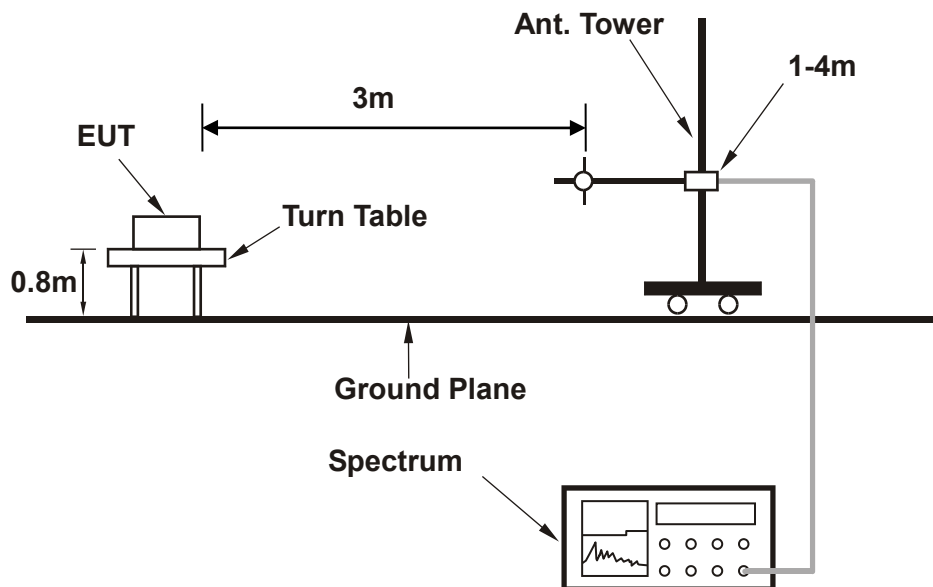 Ant. Tower
1-4m
3m
EUT
Turn Table
0.8m
Ground Plane
Spectrum